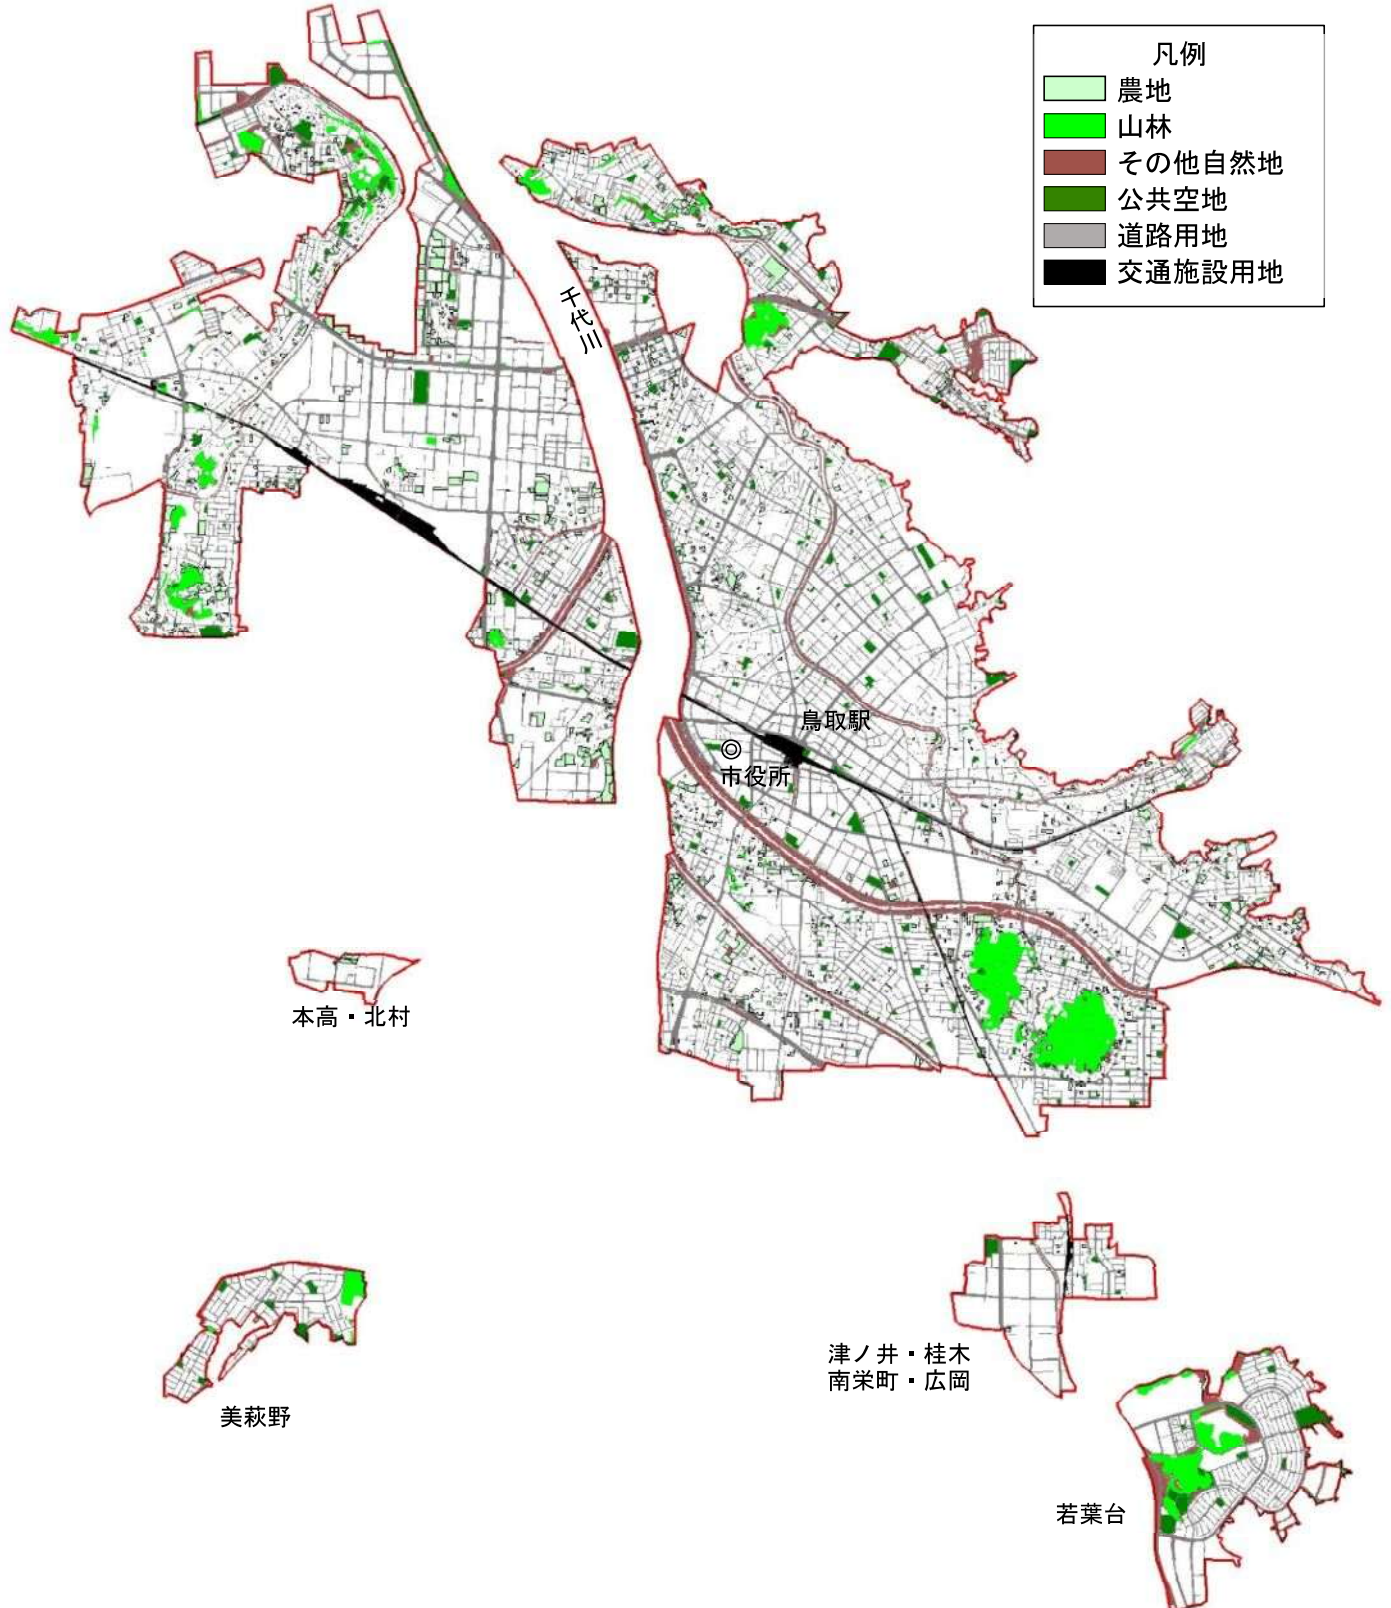 凡例
農地
山林
その他自然地
公共空地
道路用地
交通施設用地
千代川
鳥取駅
市役所
本高・北村
津ノ井・桂木
南栄町・広岡
美萩野
若葉台